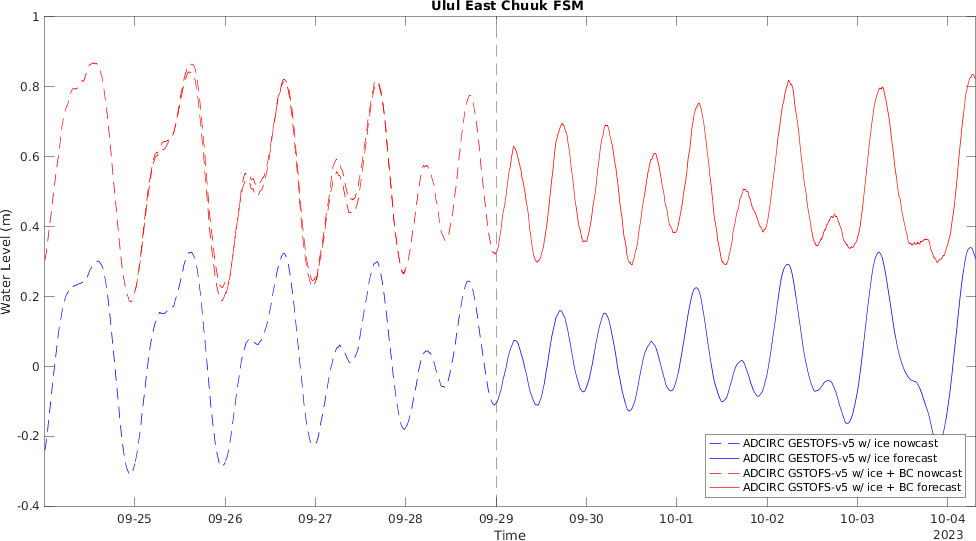 Ulul East Chuuk FSM
1
0.8
0.6
0.4
0.2
0
-0.2
-0.4
Water Level (m)
ADCIRC GESTOFS-v5 w/ ice nowcast
ADCIRC GESTOFS-v5 w/ ice forecast
ADCIRC GSTOFS-v5 w/ ice + BC nowcast
ADCIRC GSTOFS-v5 w/ ice + BC forecast
09-25 09-26 09-27 09-28 09-29 09-30 10-01 10-02 10-03 10-04
2023
Time